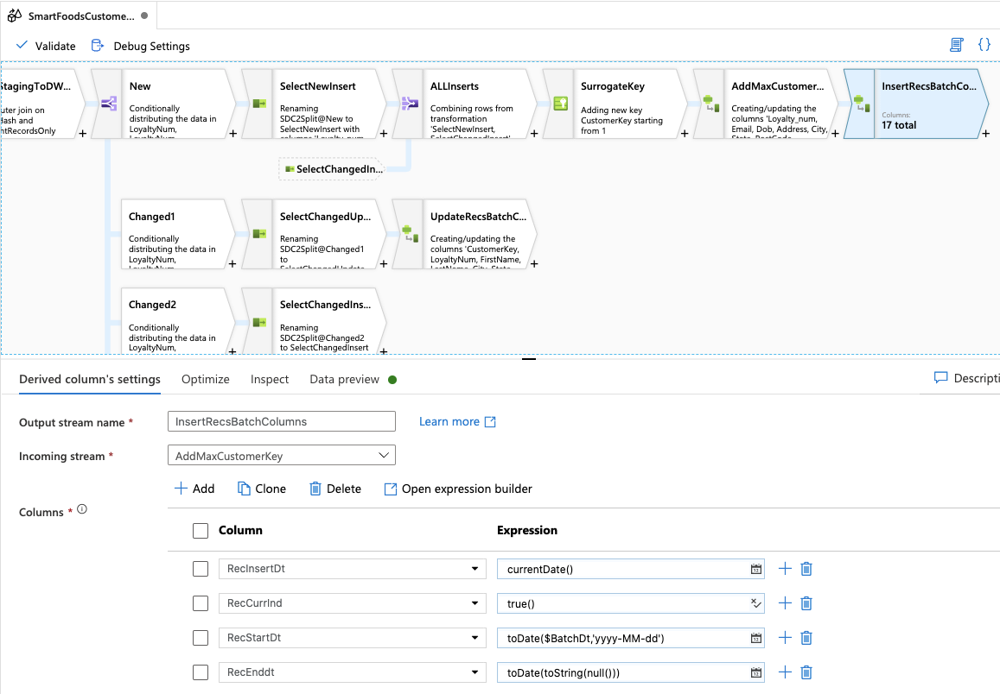 SmartFoodsCustome...
Validate
Debug Settings
StagingToDW...
uter join on
Hash and
ntRecordsOnly
New
Conditionally
distributing the data in
LoyaltyNum,
LoyaltyNum,
SelectNewInsert
Renaming
SDC2Split@New to
SelectNewInsert with
columns 'Loyalty_num,
ALLInserts
Combining rows from
transformation
'SelectNewInsert,
SelectChangedInsert'
SurrogateKey
Adding new key
CustomerKey starting
from 1
AddMaxCustomer...
Creating/updating the
columns 'Loyalty_num,
Email, Dob, Address, City,
State, PostCode,
InsertRecsBatchCo...
Columns:
17 total
SelectChangedIn...
Changed1
Conditionally
distributing the data in
LoyaltyNum,
LoyaltyNum,
SelectChangedUp...
Renaming
SDC2Split@Changed1
to
SelectChangedUpdate
UpdateRecsBatchC...
Creating/updating the
columns 'CustomerKey,
LoyaltyNum, FirstName,
LastName, City, State,
Changed2
Conditionally
distributing the data in
LoyaltyNum,
SelectChangedIns...
Renaming
SDC2Split@Changed2
to SelectChangedInsert
Derived column's settings
Optimize
Inspect
Data preview
Descripti
Output stream name *
InsertRecsBatchColumns
Learn more
Incoming stream *
AddMaxCustomerKey
Add
Clone
Delete
Open expression builder
Columns *
Column
Expression
RecInsertDt
currentDate()
RecCurrInd
true()
RecStartDt
toDate($BatchDt,'yyyy-MM-dd')
RecEnddt
toDate(toString(null()))